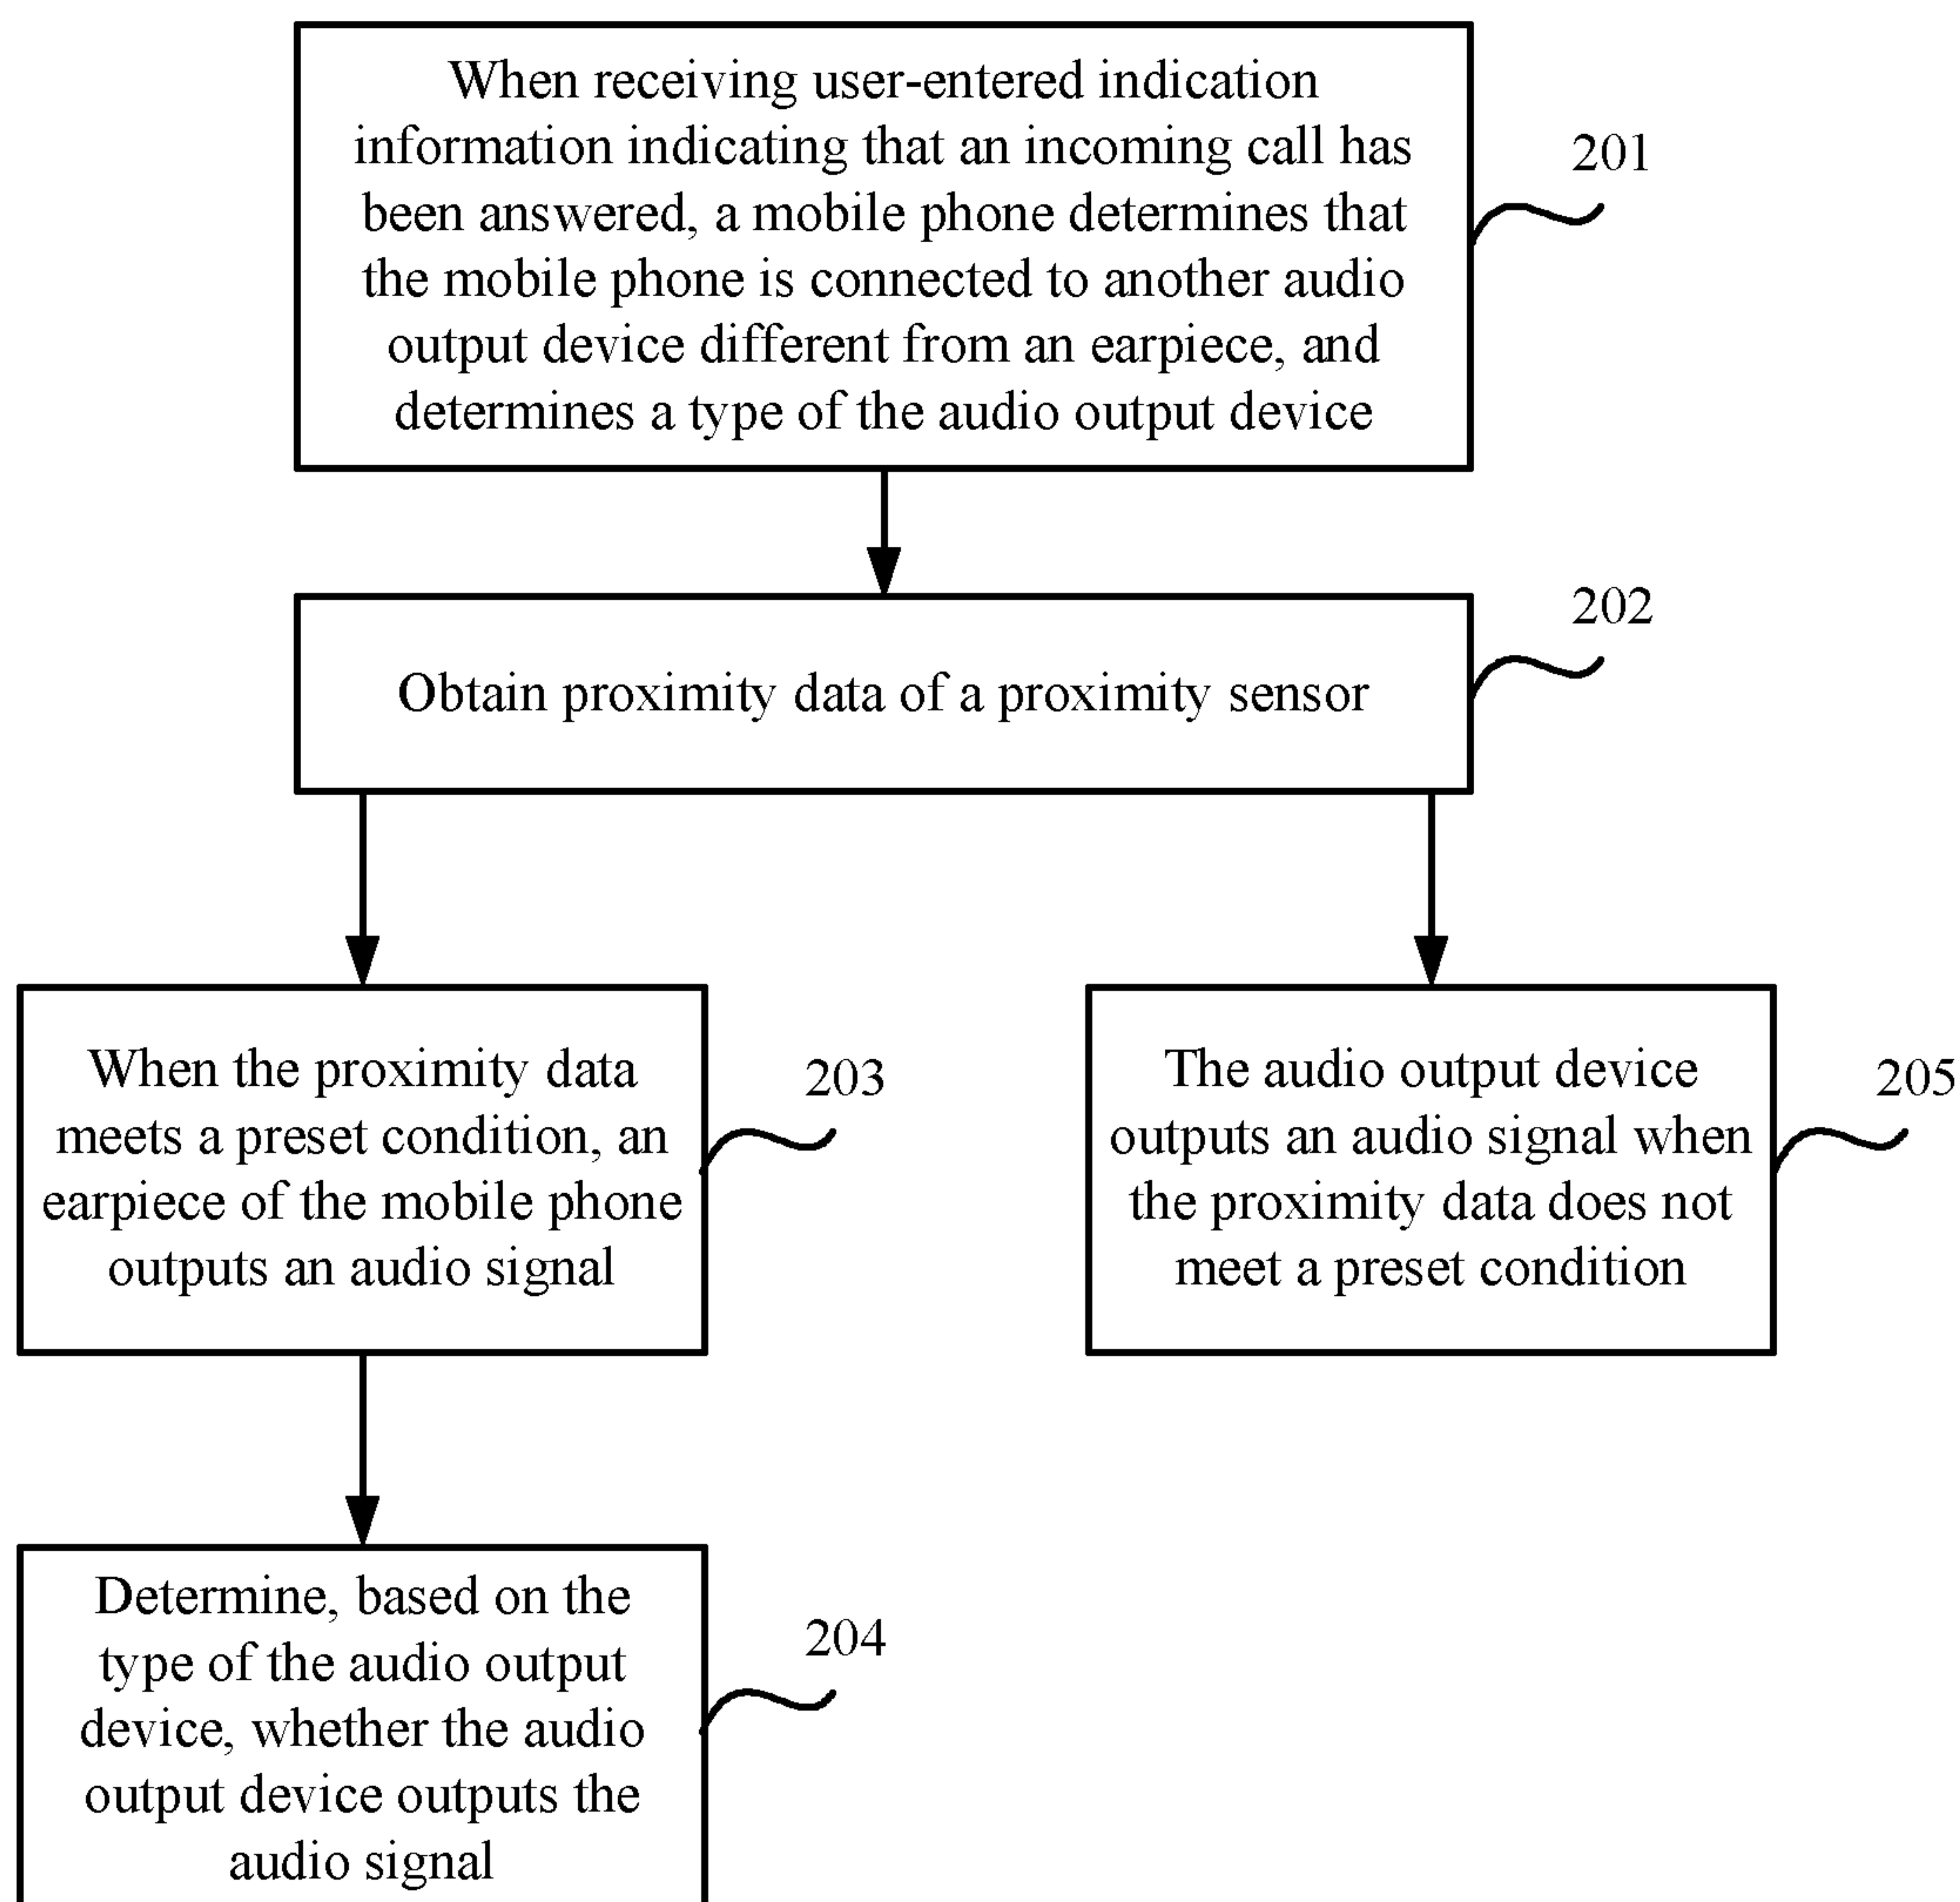 When receiving user-entered indication
information indicating that an incoming call has
been answered, a mobile phone determines that
the mobile phone is connected to another audio
output device different from an earpiece, and
determines a type of the audio output device
201
Obtain proximity data of a proximity sensor
202
When the proximity data
meets a preset condition, an
earpiece of the mobile phone
outputs an audio signal
203
The audio output device
outputs an audio signal when
the proximity data does not
meet a preset condition
205
Determine, based on the
type of the audio output
device, whether the audio
output device outputs the
audio signal
204